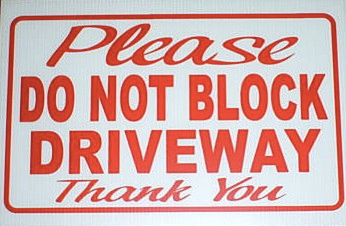 Please
DO NOT BLOCK
DRIVEWAY
Thank You